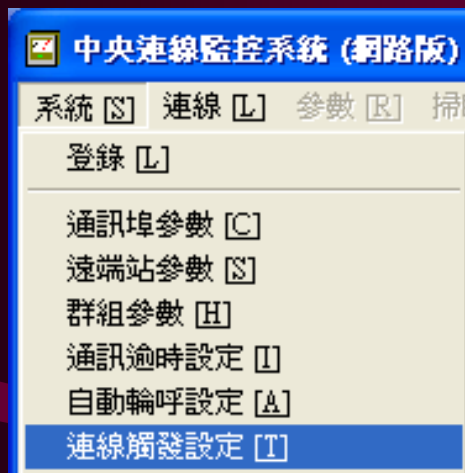 中央連線監控系統 (網路版)
系統 [S] 連線 [L] 參數 [R]
登錄 [L]
通訊埠參數 [C]
遠端站參數 [S]
群組參數 [H]
通訊逾時設定 [I]
自動輪呼設定 [A]
連線觸發設定 [T]